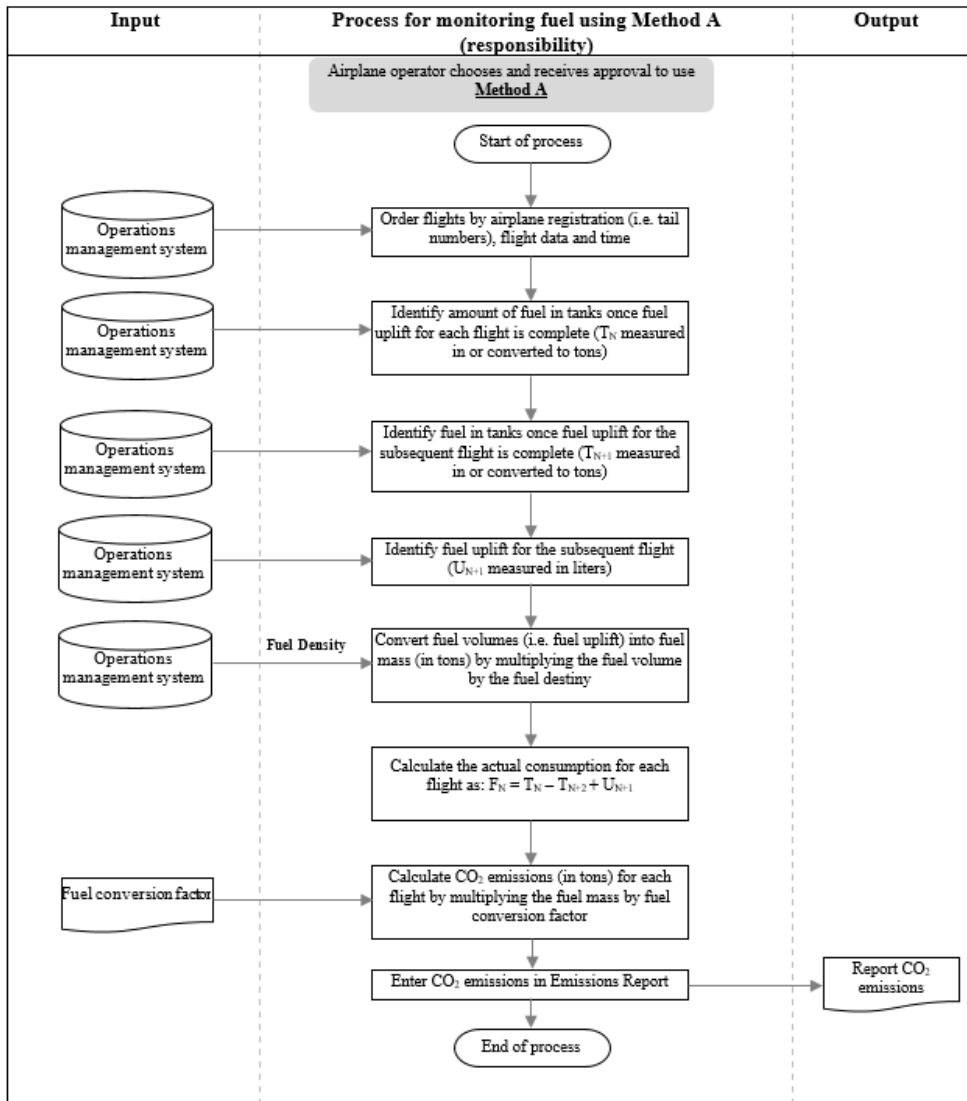 Input
Process for monitoring fuel using Method A
(responsibility)
Output
Airplane operator chooses and receives approval to use
Method A
Start of process
Operations
management system
Order flights by airplane registration (i.e. tail
numbers), flight data and time
Operations
management system
Identify amount of fuel in tanks once fuel
uplift for each flight is complete (T_N measured
in or converted to tons)
Operations
management system
Identify fuel in tanks once fuel uplift for the
subsequent flight is complete (T_N+1 measured
in or converted to tons)
Operations
management system
Identify fuel uplift for the subsequent flight
(U_N+1 measured in liters)
Operations
management system
Fuel Density
Convert fuel volumes (i.e. fuel uplift) into fuel
mass (in tons) by multiplying the fuel volume
by the fuel destiny
Calculate the actual consumption for each
flight as: F_N = T_N – T_N+2 + U_N+1
Fuel conversion factor
Calculate CO₂ emissions (in tons) for each
flight by multiplying the fuel mass by fuel
conversion factor
Enter CO₂ emissions in Emissions Report
Report CO₂
emissions
End of process